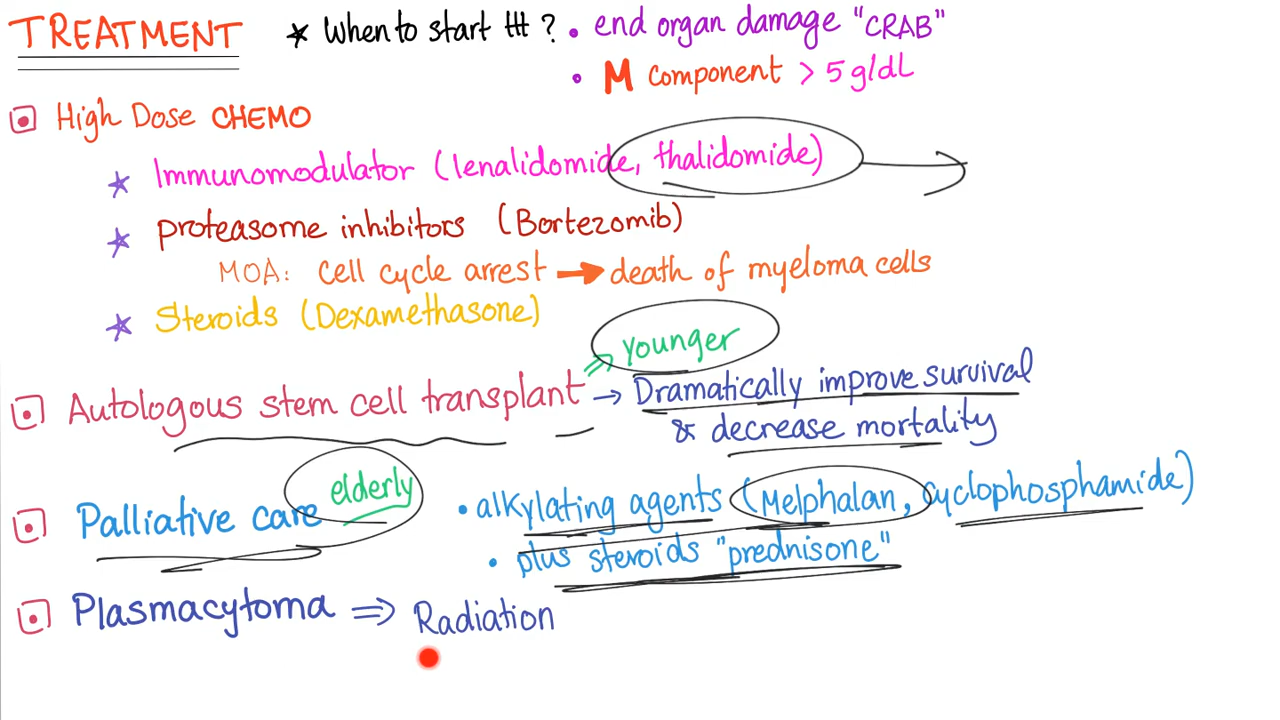 TREATMENT
* When to start ttt ? • end organ damage "CRAB"
• M component > 5 g/dL
High Dose CHEMO
Immunomodulator (lenalidomide, thalidomide)
proteasome inhibitors (Bortezomib)
MOA: cell cycle arrest → death of myeloma cells
Steroids (Dexamethasone)
⇒ younger
Autologous stem cell transplant → Dramatically improve survival
& decrease mortality
Palliative care elderly • alkylating agents (Melphalan, cyclophosphamide)
• plus steroids "prednisone"
Plasmacytoma ⇒ Radiation